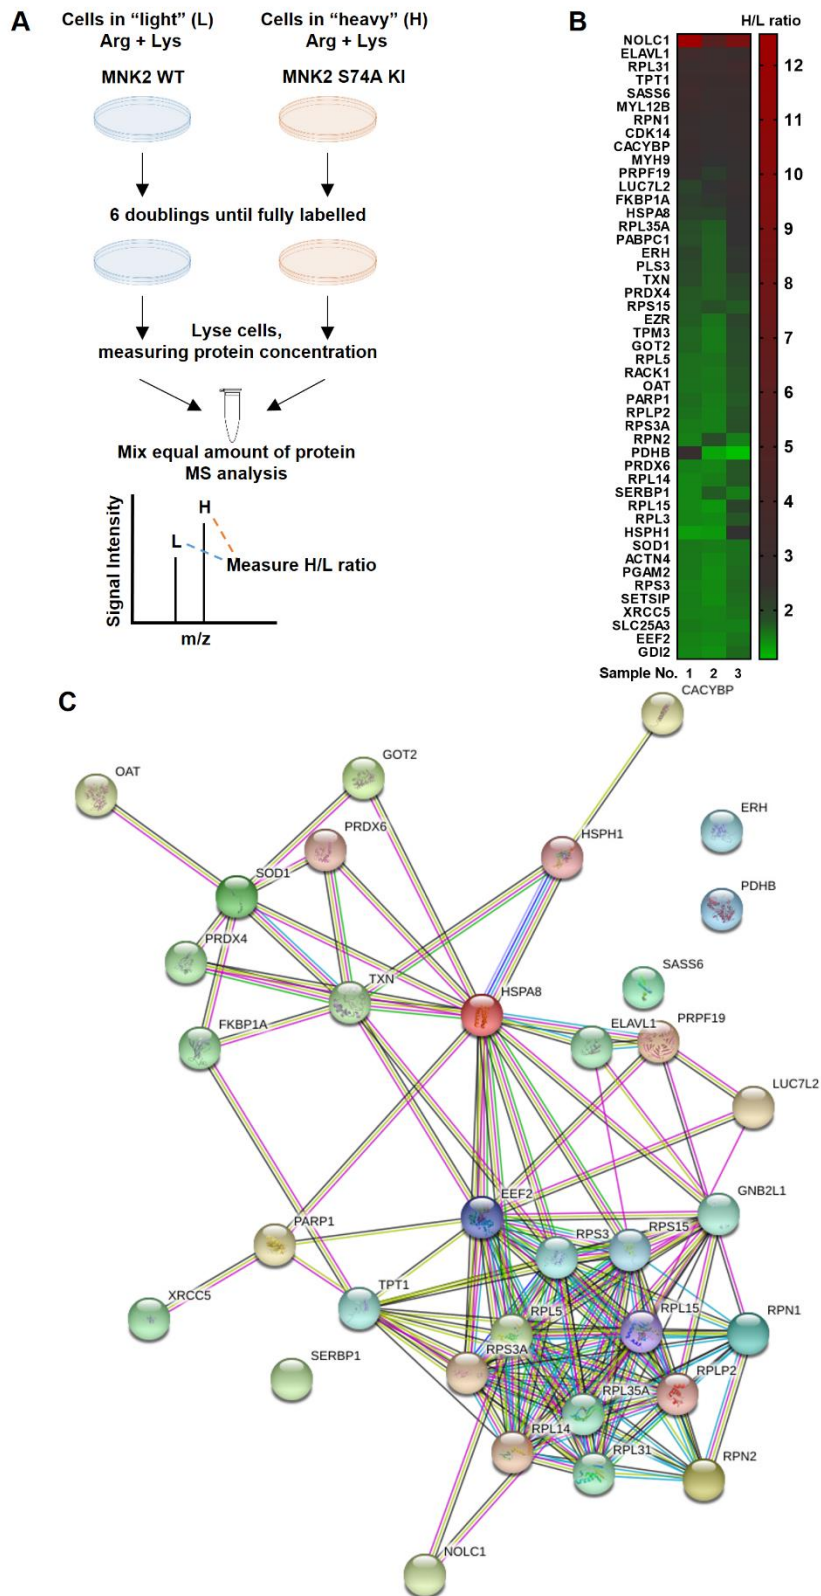 A
Cells in “light” (L)
Arg + Lys
Cells in “heavy” (H)
Arg + Lys
MNK2 WT
MNK2 S74A KI
6 doublings until fully labelled
Lyse cells,
measuring protein concentration
Mix equal amount of protein
MS analysis
Signal Intensity
L
H
Measure H/L ratio
m/z
B
H/L ratio
NOLC1
ELAVL1
RPL31
TPT1
SASS6
MYL12B
RPN1
CDK14
CACYBP
MYH9
PRPF19
LUC7L2
FKBP1A
HSPA8
RPL35A
PABPC1
ERH
PLS3
TXN
PRDX4
RPS15
EZR
TPM3
GOT2
RPL5
RACK1
OAT
PARP1
RPLP2
RPS3A
RPN2
PDHB
PRDX6
RPL14
SERBP1
RPL15
RPL3
HSPH1
SOD1
ACTN4
PGAM2
RPS3
SETSIP
XRCC5
SLC25A3
EEF2
GDI2
Sample No. 1 2 3
12
11
10
9
8
7
6
5
4
3
2
C
CACYBP
GOT2
OAT
ERH
PRDX6
HSPH1
SOD1
PDHB
PRDX4
SASS6
TXN
HSPA8
PRPF19
FKBP1A
ELAVL1
LUC7L2
EEF2
GNB2L1
PARP1
RPS3
RPS15
XRCC5
TPT1
RPL5
RPL15
RPN1
SERBP1
RPS3A
RPLP2
RPL35A
RPL14
RPL31
RPN2
NOLC1